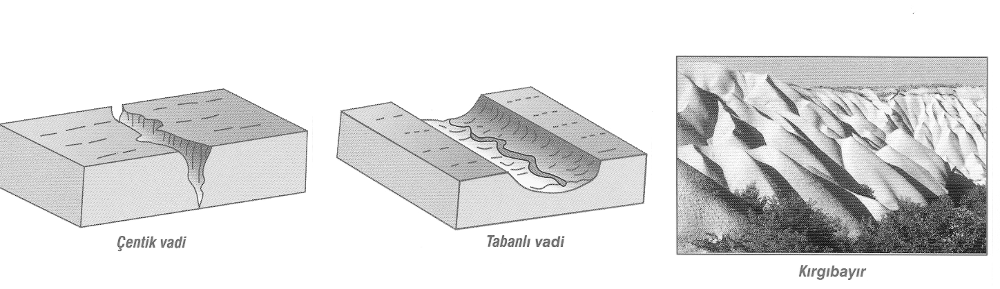 Çentik vadi
Tabanlı vadi
Kırgıbayır